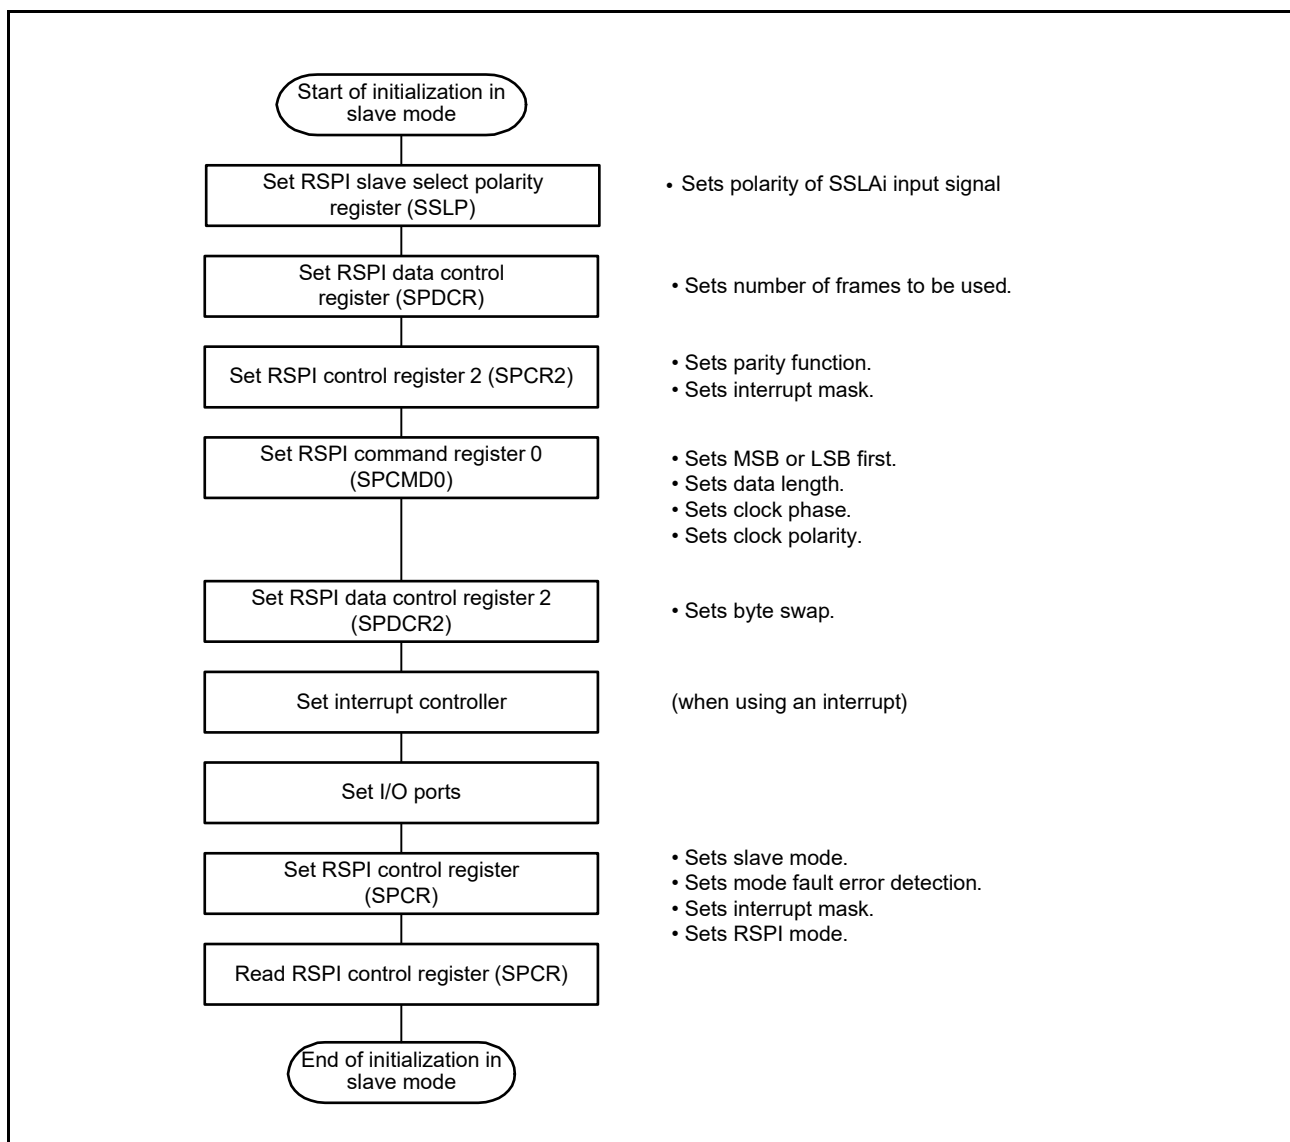 Start of initialization in
slave mode
Set RSPI slave select polarity
register (SSLP)
• Sets polarity of SSLAi input signal
Set RSPI data control
register (SPDCR)
• Sets number of frames to be used.
Set RSPI control register 2 (SPCR2)
• Sets parity function.
• Sets interrupt mask.
Set RSPI command register 0
(SPCMD0)
• Sets MSB or LSB first.
• Sets data length.
• Sets clock phase.
• Sets clock polarity.
Set RSPI data control register 2
(SPDCR2)
• Sets byte swap.
Set interrupt controller
(when using an interrupt)
Set I/O ports
Set RSPI control register
(SPCR)
• Sets slave mode.
• Sets mode fault error detection.
• Sets interrupt mask.
• Sets RSPI mode.
Read RSPI control register (SPCR)
End of initialization in
slave mode